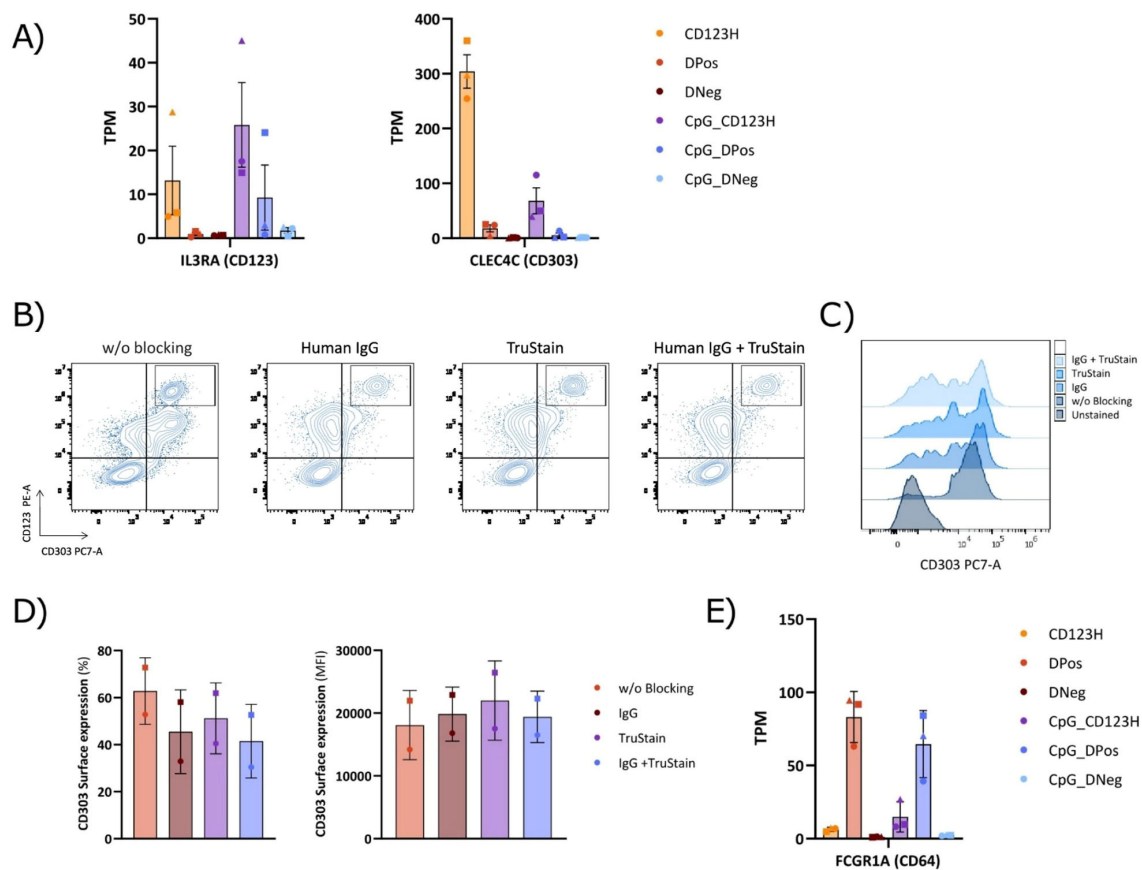 A)
50
40
30
20
10
0
TPM
IL3RA (CD123)
400
300
200
100
0
TPM
CLEC4C (CD303)
CD123H
DPos
DNeg
CpG_CD123H
CpG_DPos
CpG_DNeg
B)
w/o blocking
Human IgG
TruStain
Human IgG + TruStain
CD123 PE-A
CD303 PC7-A
C)
IgG + TruStain
TruStain
IgG
w/o Blocking
Unstained
0 10⁴ 10⁵ 10⁶
CD303 PC7-A
D)
80
60
40
20
0
CD303 Surface expression (%)
30000
20000
10000
0
CD303 Surface expression (MFI)
w/o Blocking
IgG
TruStain
IgG +TruStain
E)
150
100
50
0
TPM
FCGR1A (CD64)
CD123H
DPos
DNeg
CpG_CD123H
CpG_DPos
CpG_DNeg